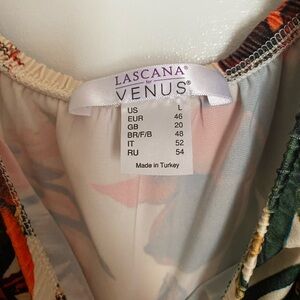 LASCANA®
for
VENUS®
US L
EUR 46
GB 20
BR/F/B 48
IT 52
RU 54
Made in Turkey